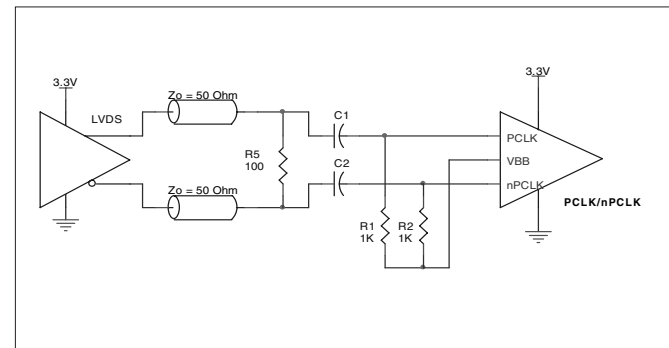 3.3V
LVDS
Zo = 50 Ohm
Zo = 50 Ohm
R5
100
C1
C2
R1
1K
R2
1K
3.3V
PCLK
VBB
nPCLK
PCLK/nPCLK